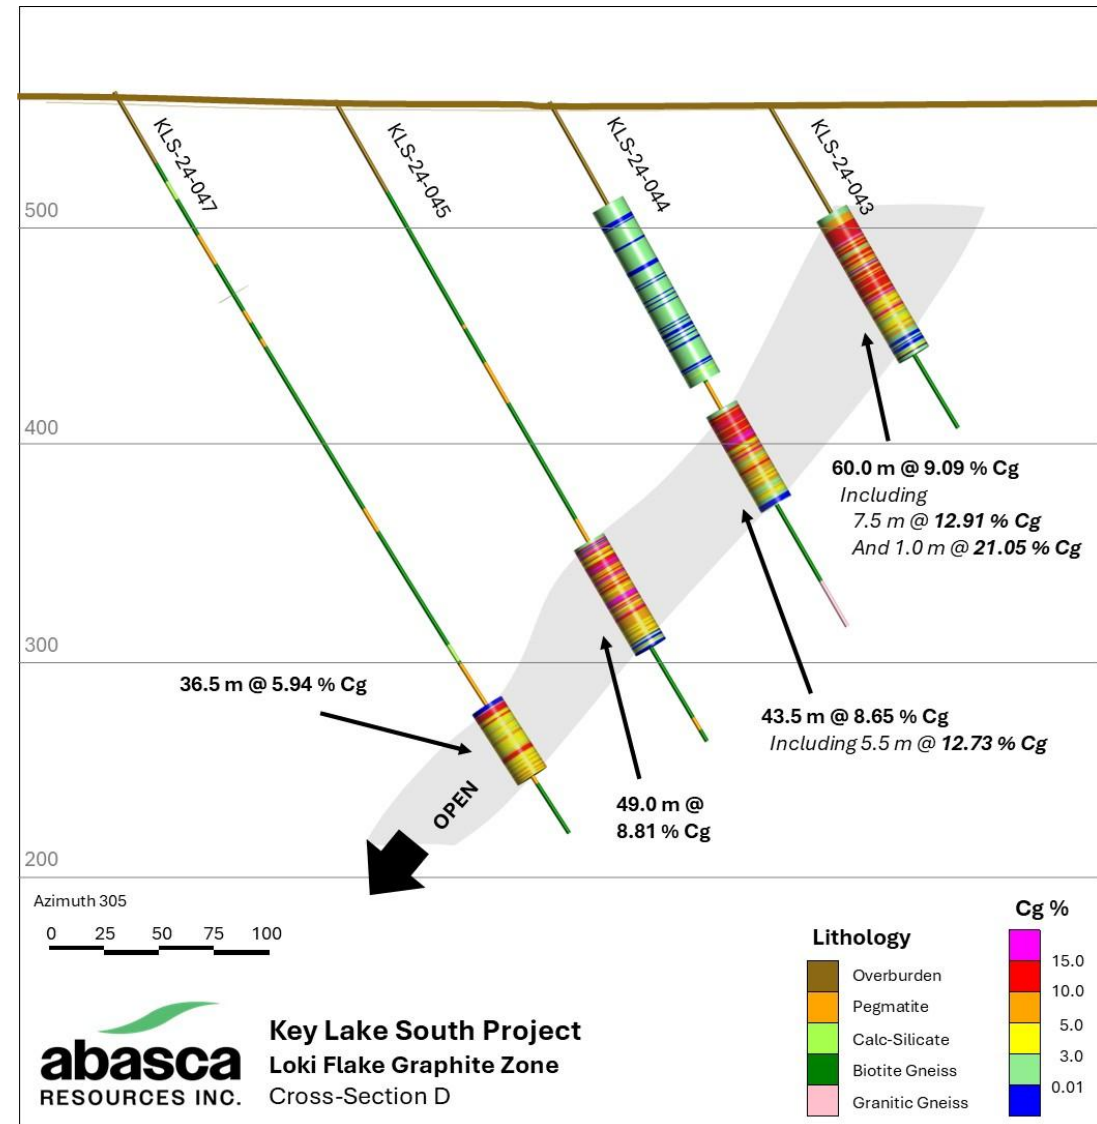 KLS-24-047
KLS-24-045
KLS-24-044
KLS-24-043
500
400
60.0 m @ 9.09 % Cg
Including
7.5 m @ 12.91 % Cg
And 1.0 m @ 21.05 % Cg
300
36.5 m @ 5.94 % Cg
43.5 m @ 8.65 % Cg
Including 5.5 m @ 12.73 % Cg
49.0 m @
8.81 % Cg
OPEN
200
Azimuth 305
0 25 50 75 100
Lithology
Overburden
Pegmatite
Calc-Silicate
Biotite Gneiss
Granitic Gneiss
Cg %
15.0
10.0
5.0
3.0
0.01
abasca
RESOURCES INC.
Key Lake South Project
Loki Flake Graphite Zone
Cross-Section D